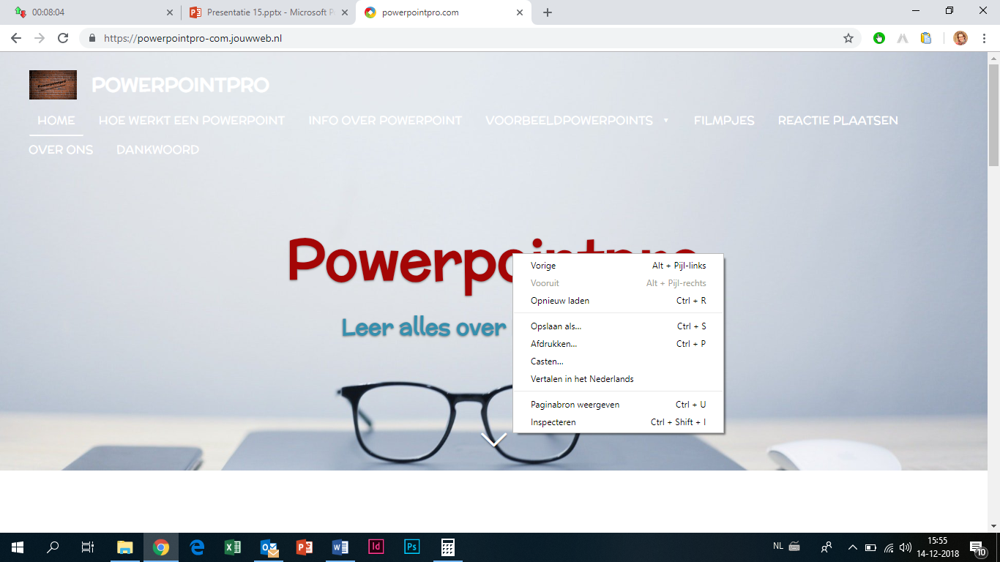 00:08:04
Presentatie 15.pptx - Microsoft P
powerpointpro.com
https://powerpointpro-com.jouwweb.nl
POWERPOINTPRO
HOME HOE WERKT EEN POWERPOINT INFO OVER POWERPOINT VOORBEELDPOWERPOINTS FILMPJES REACTIE PLAATSEN
OVER ONS DANKWOORD
Powerpointpro
Leer alles over
Vorige Alt + Pijl-links
Vooruit Alt + Pijl-rechts
Opnieuw laden Ctrl + R
Opslaan als... Ctrl + S
Afdrukken... Ctrl + P
Casten...
Vertalen in het Nederlands
Paginabron weergeven Ctrl + U
Inspecteren Ctrl + Shift + I
Id
Ps
NL
15:55
14-12-2018
10